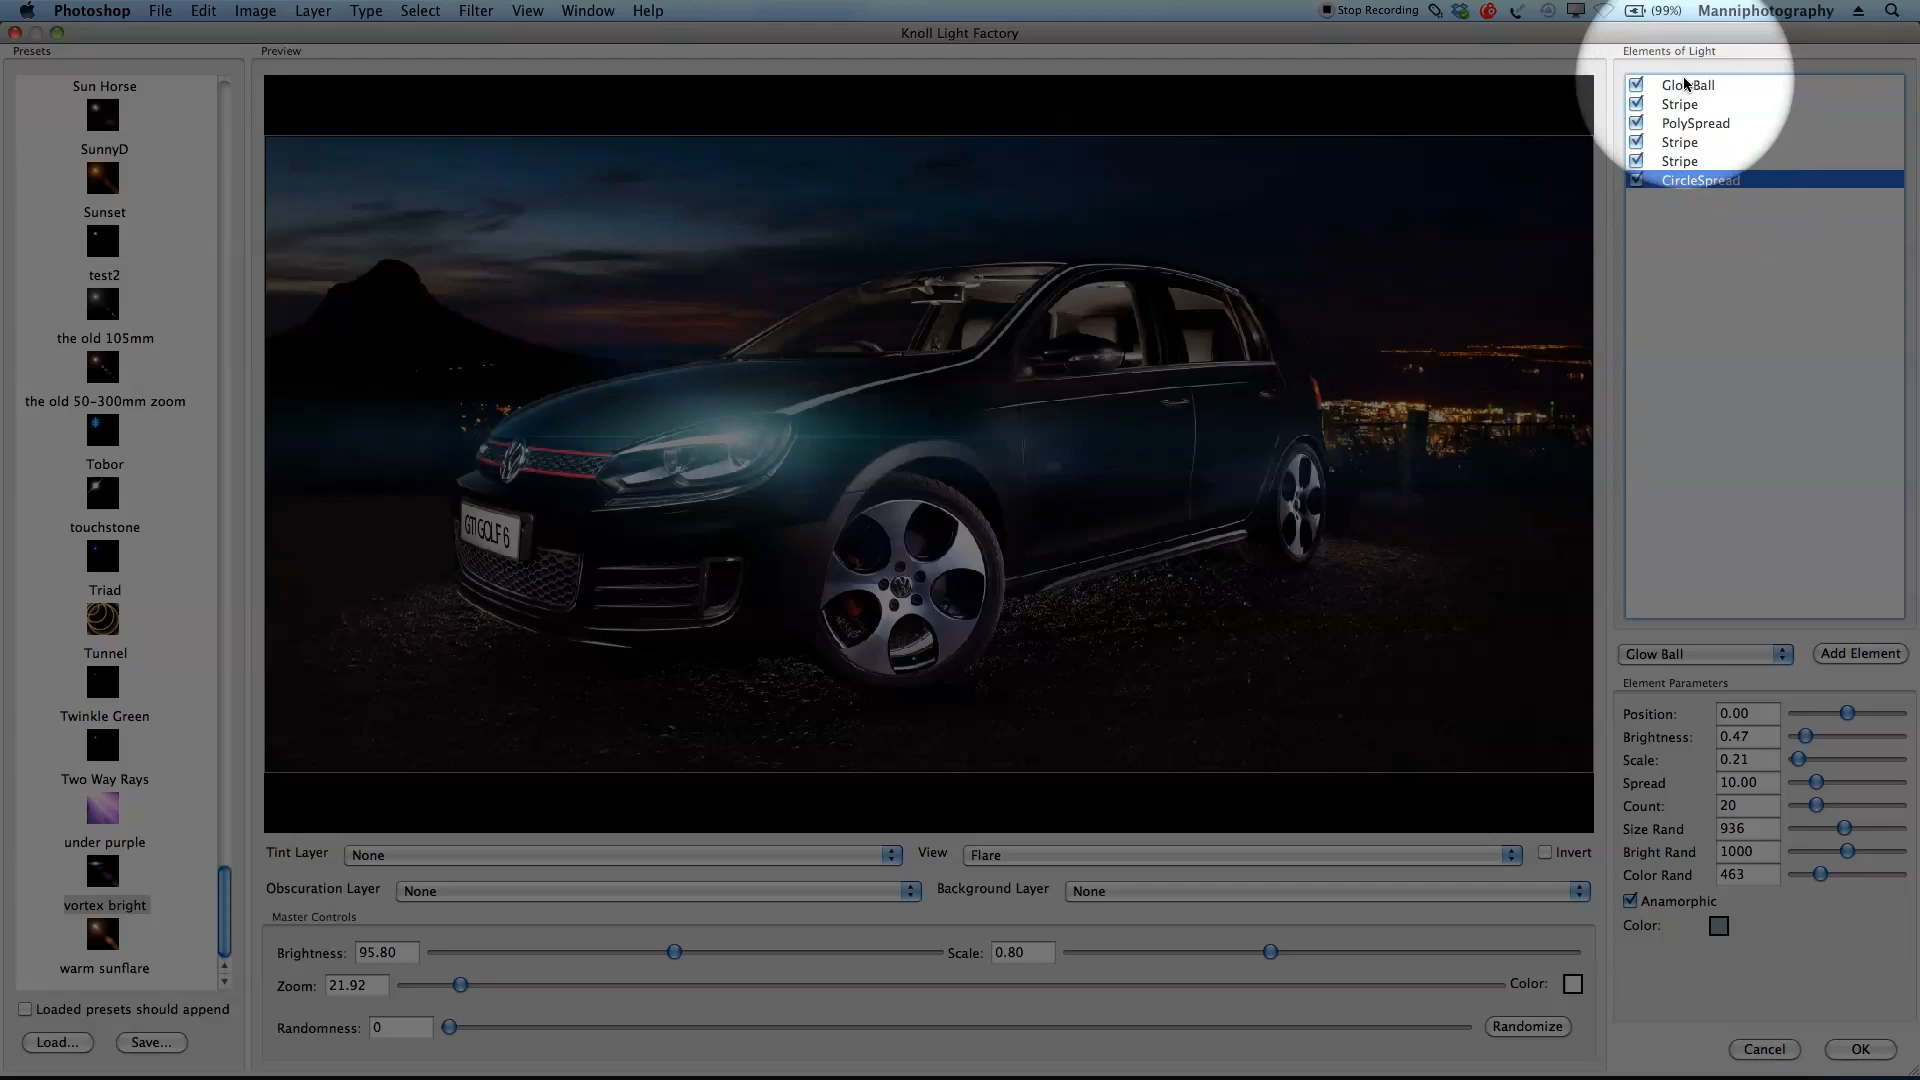 Photoshop File Edit Image Layer Type Select Filter View Window Help Stop Recording (99%) Manniphotography
Knoll Light Factory
Presets
Sun Horse
SunnyD
Sunset
test2
the old 105mm
the old 50-300mm zoom
Tobor
touchstone
Triad
Tunnel
Twinkle Green
Two Way Rays
under purple
vortex bright
warm sunflare
Loaded presets should append
Load... Save...
Preview
GTI GOLF 6
Tint Layer None View Flare Invert
Obscuration Layer None Background Layer None
Master Controls
Brightness: 95.80 Scale: 0.80
Zoom: 21.92 Color:
Randomness: 0 Randomize
Elements of Light
GlowBall
Stripe
PolySpread
Stripe
Stripe
CircleSpread
Glow Ball Add Element
Element Parameters
Position: 0.00
Brightness: 0.47
Scale: 0.21
Spread 10.00
Count: 20
Size Rand 936
Bright Rand 1000
Color Rand 463
Anamorphic
Color:
Cancel OK